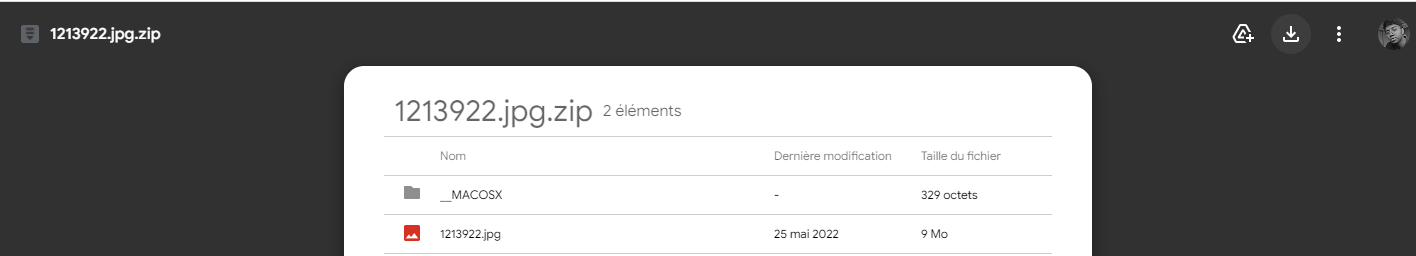 1213922.jpg.zip
1213922.jpg.zip 2 éléments
Nom Dernière modification Taille du fichier
__MACOSX - 329 octets
1213922.jpg 25 mai 2022 9 Mo